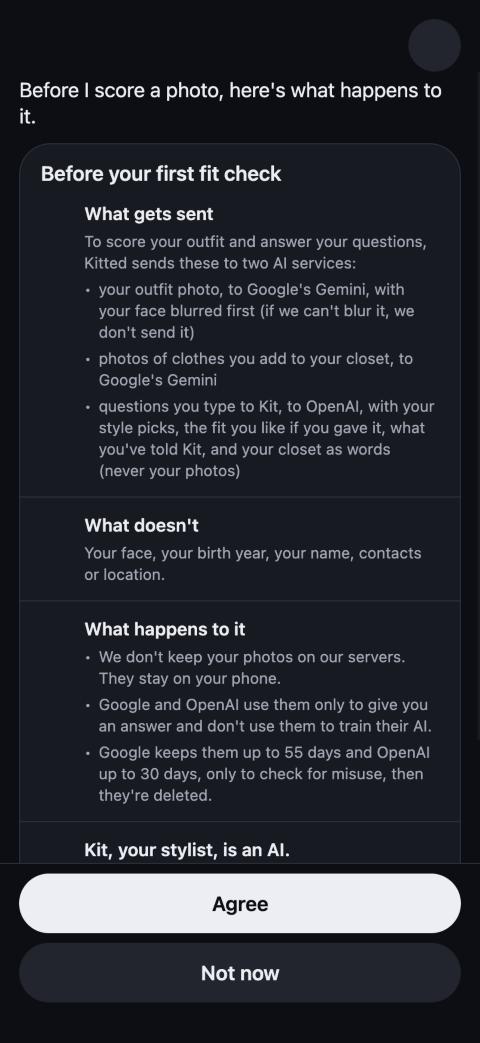 Before I score a photo, here's what happens to
it.
Before your first fit check
What gets sent
To score your outfit and answer your questions,
Kitted sends these to two AI services:
• your outfit photo, to Google's Gemini, with
your face blurred first (if we can't blur it, we
don't send it)
• photos of clothes you add to your closet, to
Google's Gemini
• questions you type to Kit, to OpenAI, with your
style picks, the fit you like if you gave it, what
you've told Kit, and your closet as words
(never your photos)
What doesn't
Your face, your birth year, your name, contacts
or location.
What happens to it
• We don't keep your photos on our servers.
They stay on your phone.
• Google and OpenAI use them only to give you
an answer and don't use them to train their AI.
• Google keeps them up to 55 days and OpenAI
up to 30 days, only to check for misuse, then
they're deleted.
Kit, your stylist, is an AI.
Agree
Not now